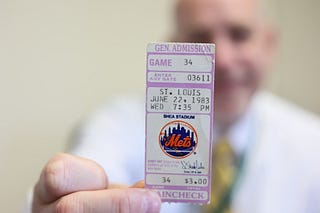 GEN. ADMISSION
GAME 34
ENTER
ANY GATE 03611
ST. LOUIS
JUNE 22, 1983
WED 7:35 PM
SHEA STADIUM
Mets
34 $3.00
RAINCHECK